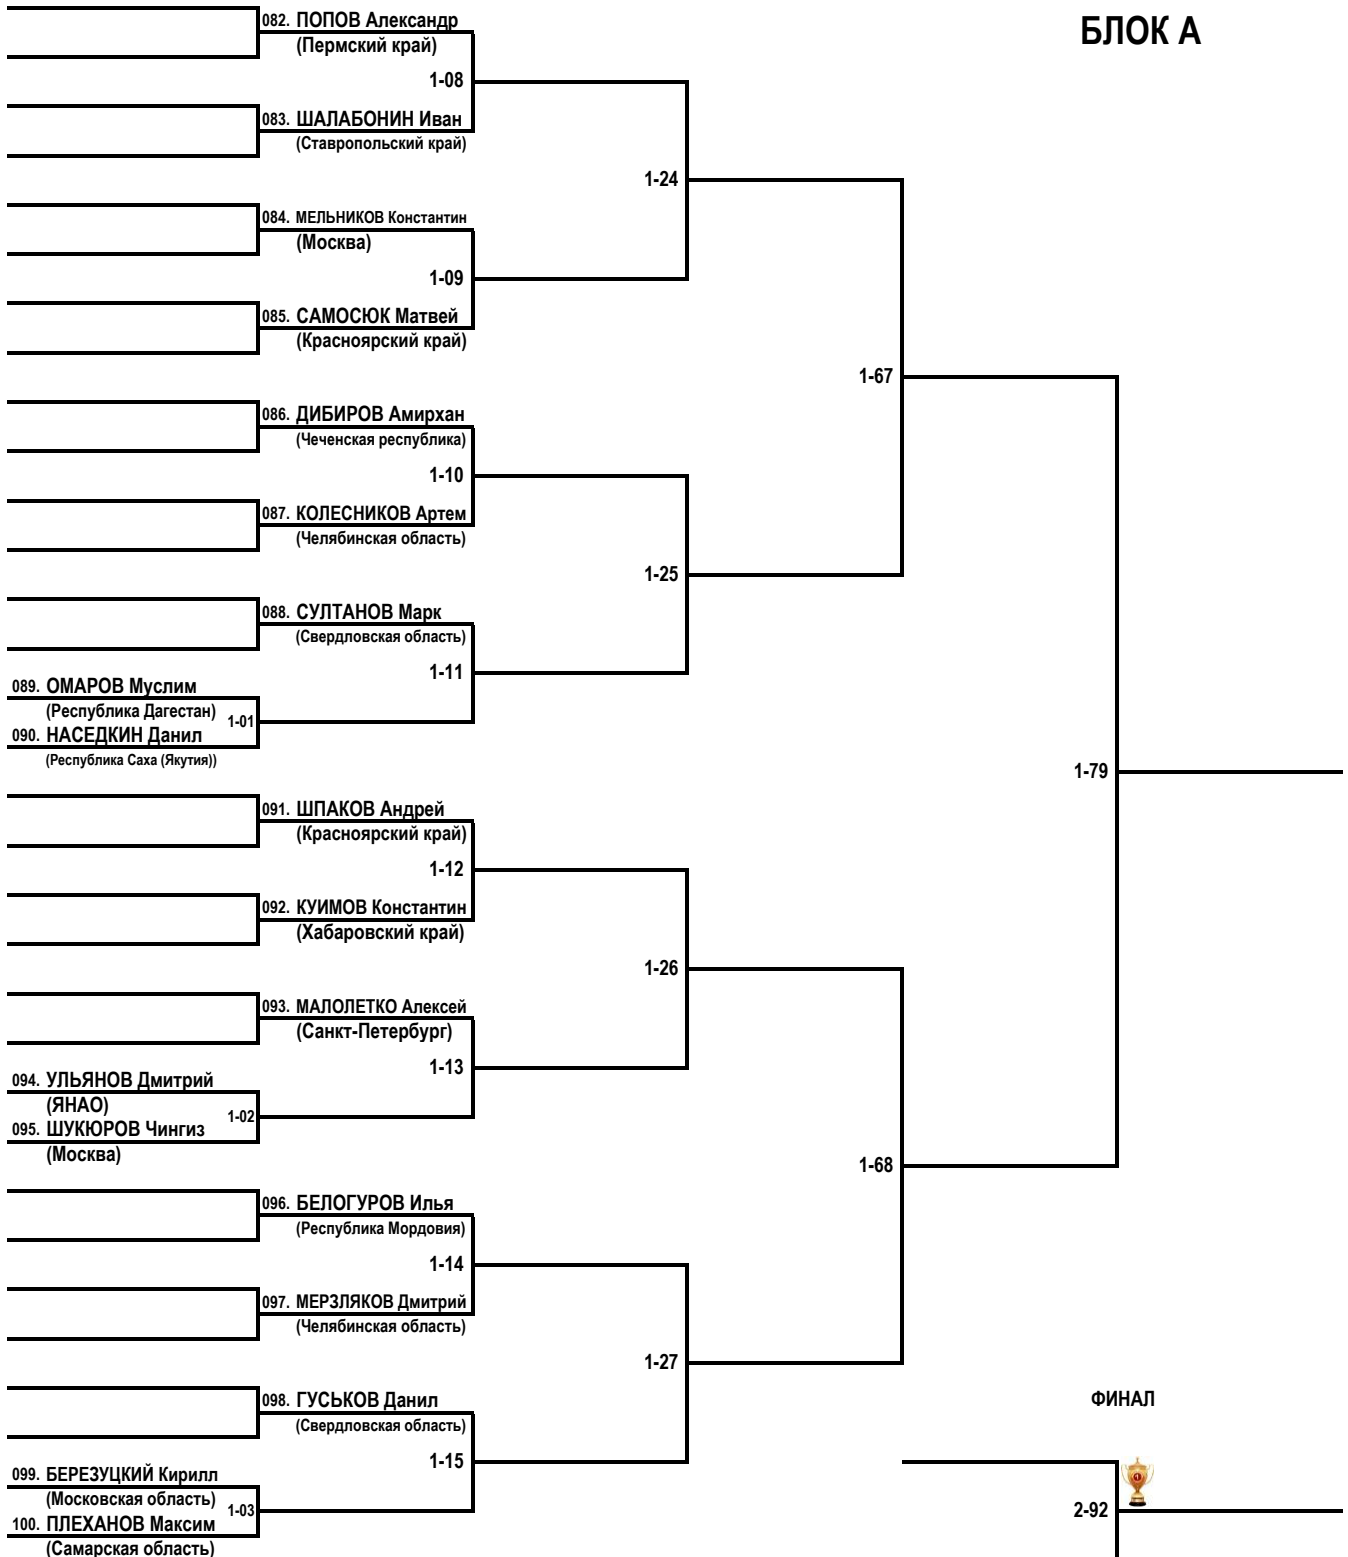 БЛОК A
082. ПОПОВ Александр
(Пермский край)
1-08
083. ШАЛАБОНИН Иван
(Ставропольский край)
1-24
084. МЕЛЬНИКОВ Константин
(Москва)
1-09
085. САМОСЮК Матвей
(Красноярский край)
1-67
086. ДИБИРОВ Амирхан
(Чеченская республика)
1-10
087. КОЛЕСНИКОВ Артем
(Челябинская область)
1-25
088. СУЛТАНОВ Марк
(Свердловская область)
1-11
089. ОМАРОВ Муслим
(Республика Дагестан)
1-01
090. НАСЕДКИН Данил
(Республика Саха (Якутия))
1-79
091. ШПАКОВ Андрей
(Красноярский край)
1-12
092. КУИМОВ Константин
(Хабаровский край)
1-26
093. МАЛОЛЕТКО Алексей
(Санкт-Петербург)
1-13
094. УЛЬЯНОВ Дмитрий
(ЯНАО)
1-02
095. ШУКЮРОВ Чингиз
(Москва)
1-68
096. БЕЛОГУРОВ Илья
(Республика Мордовия)
1-14
097. МЕРЗЛЯКОВ Дмитрий
(Челябинская область)
1-27
098. ГУСЬКОВ Данил
(Свердловская область)
ФИНАЛ
1-15
099. БЕРЕЗУЦКИЙ Кирилл
(Московская область)
1-03
2-92
100. ПЛЕХАНОВ Максим
(Самарская область)